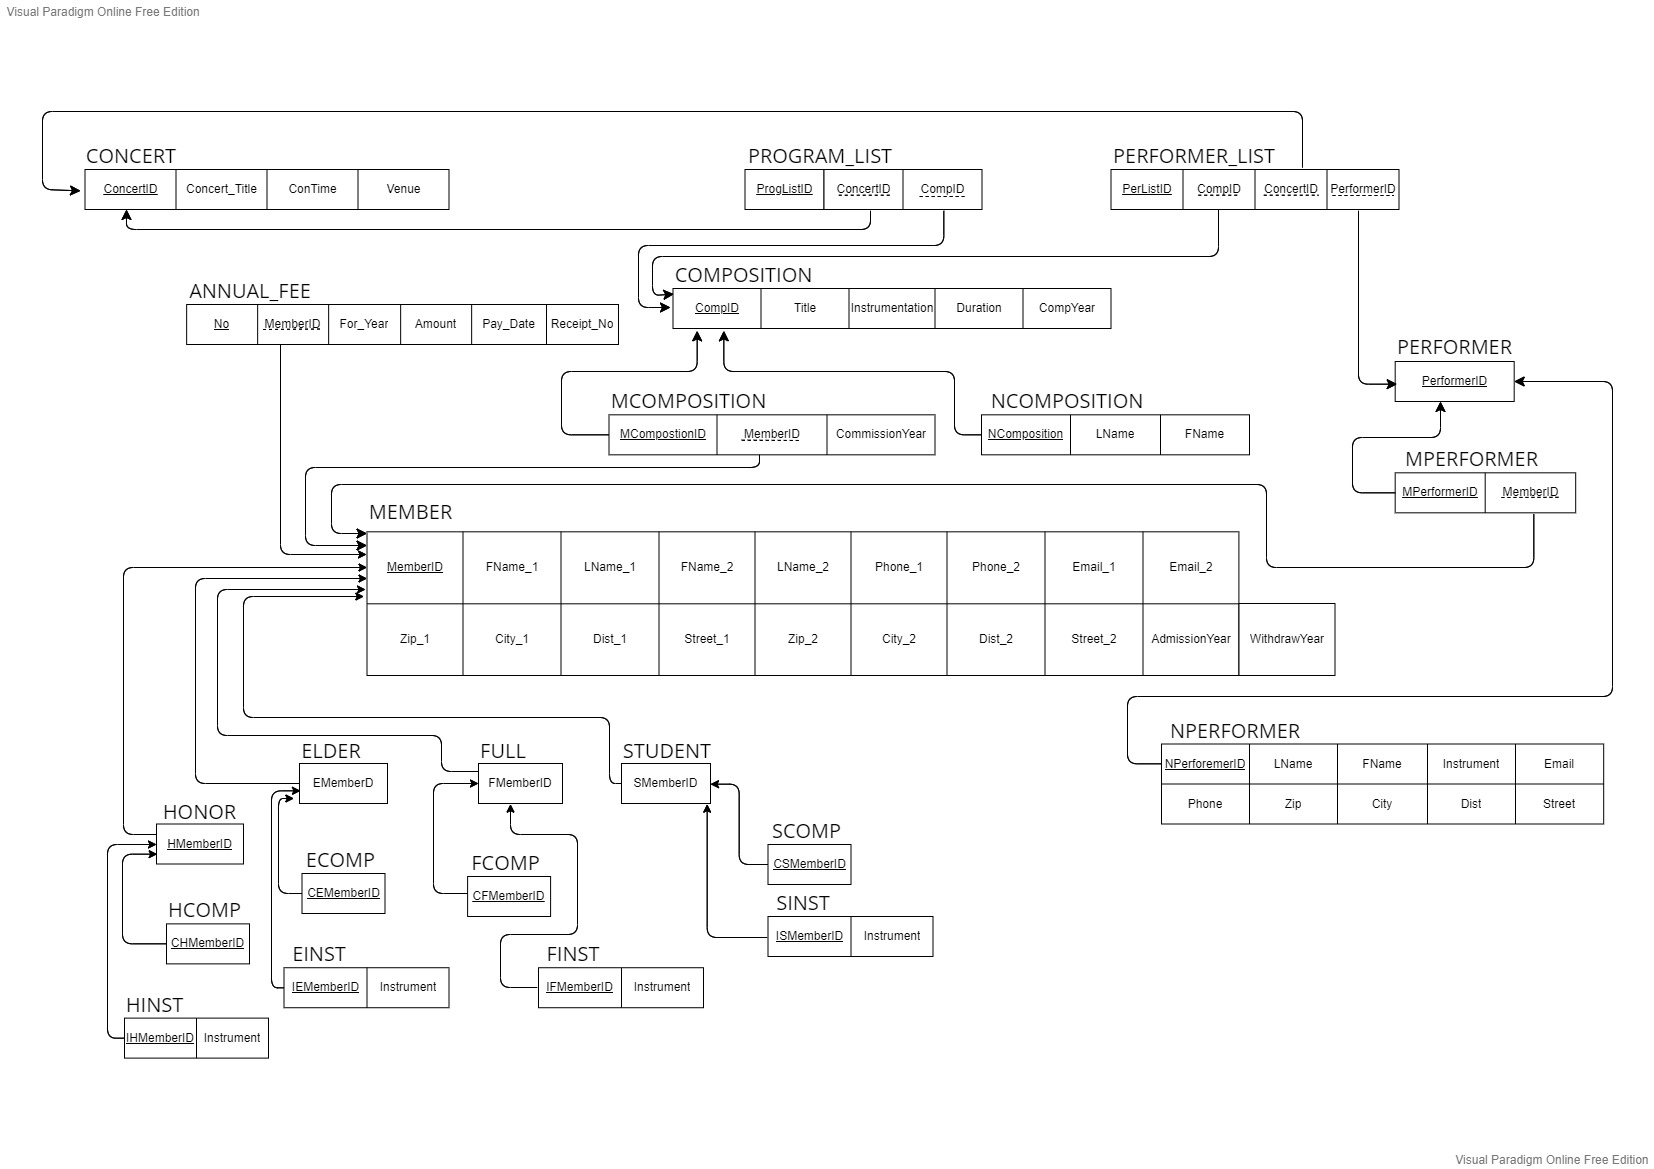 Visual Paradigm Online Free Edition
CONCERT
ConcertID Concert_Title ConTime Venue
PROGRAM_LIST
ProgListID ConcertID CompID
PERFORMER_LIST
PerListID CompID ConcertID PerformerID
COMPOSITION
CompID Title Instrumentation Duration CompYear
ANNUAL_FEE
No MemberID For_Year Amount Pay_Date Receipt_No
PERFORMER
PerformerID
MCOMPOSITION
MCompostionID MemberID CommissionYear
NCOMPOSITION
NComposition LName FName
MPERFORMER
MPerformerID MemberID
MEMBER
MemberID FName_1 LName_1 FName_2 LName_2 Phone_1 Phone_2 Email_1 Email_2
Zip_1 City_1 Dist_1 Street_1 Zip_2 City_2 Dist_2 Street_2 AdmissionYear WithdrawYear
NPERFORMER
NPerforemerID LName FName Instrument Email
Phone Zip City Dist Street
ELDER
EMemberD
FULL
FMemberID
STUDENT
SMemberID
HONOR
HMemberID
SCOMP
CSMemberID
ECOMP
CEMemberID
FCOMP
CFMemberID
SINST
ISMemberID Instrument
HCOMP
CHMemberID
EINST
IEMemberID Instrument
FINST
IFMemberID Instrument
HINST
IHMemberID Instrument
Visual Paradigm Online Free Edition